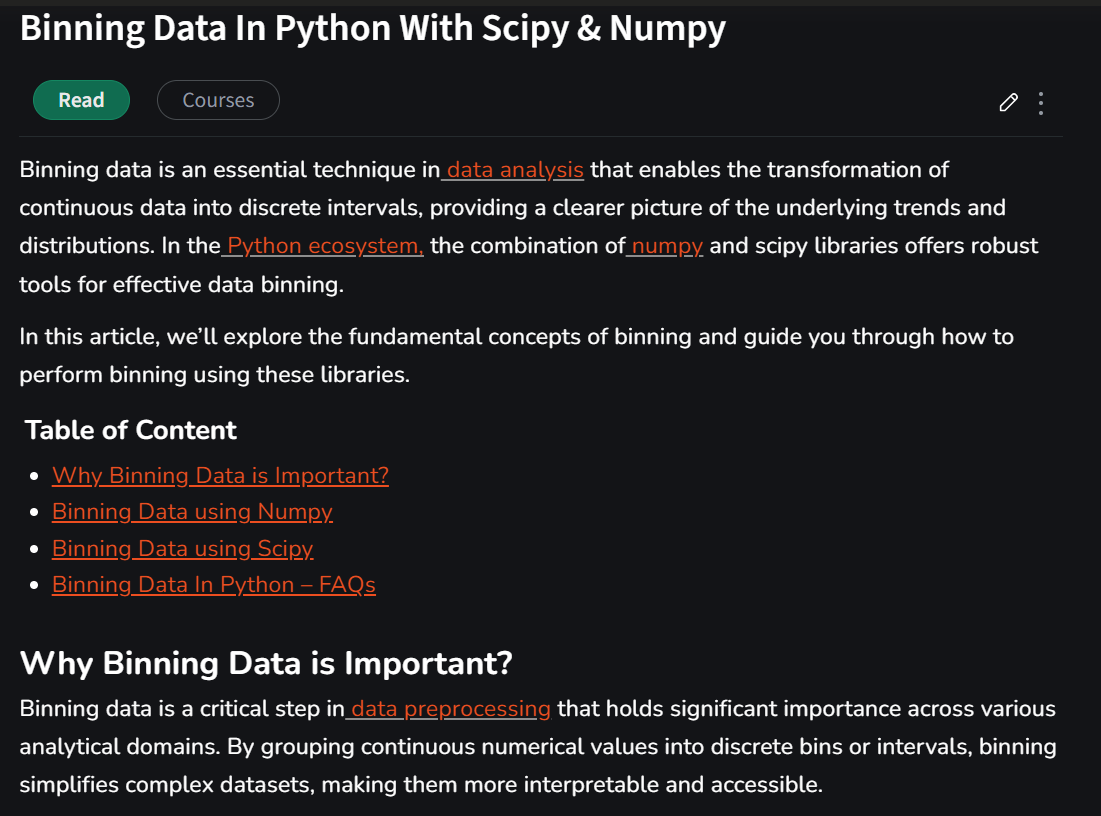 Binning Data In Python With Scipy & Numpy
Read
Courses
Binning data is an essential technique in data analysis that enables the transformation of
continuous data into discrete intervals, providing a clearer picture of the underlying trends and
distributions. In the Python ecosystem, the combination of numpy and scipy libraries offers robust
tools for effective data binning.
In this article, we’ll explore the fundamental concepts of binning and guide you through how to
perform binning using these libraries.
Table of Content
Why Binning Data is Important?
Binning Data using Numpy
Binning Data using Scipy
Binning Data In Python – FAQs
Why Binning Data is Important?
Binning data is a critical step in data preprocessing that holds significant importance across various
analytical domains. By grouping continuous numerical values into discrete bins or intervals, binning
simplifies complex datasets, making them more interpretable and accessible.